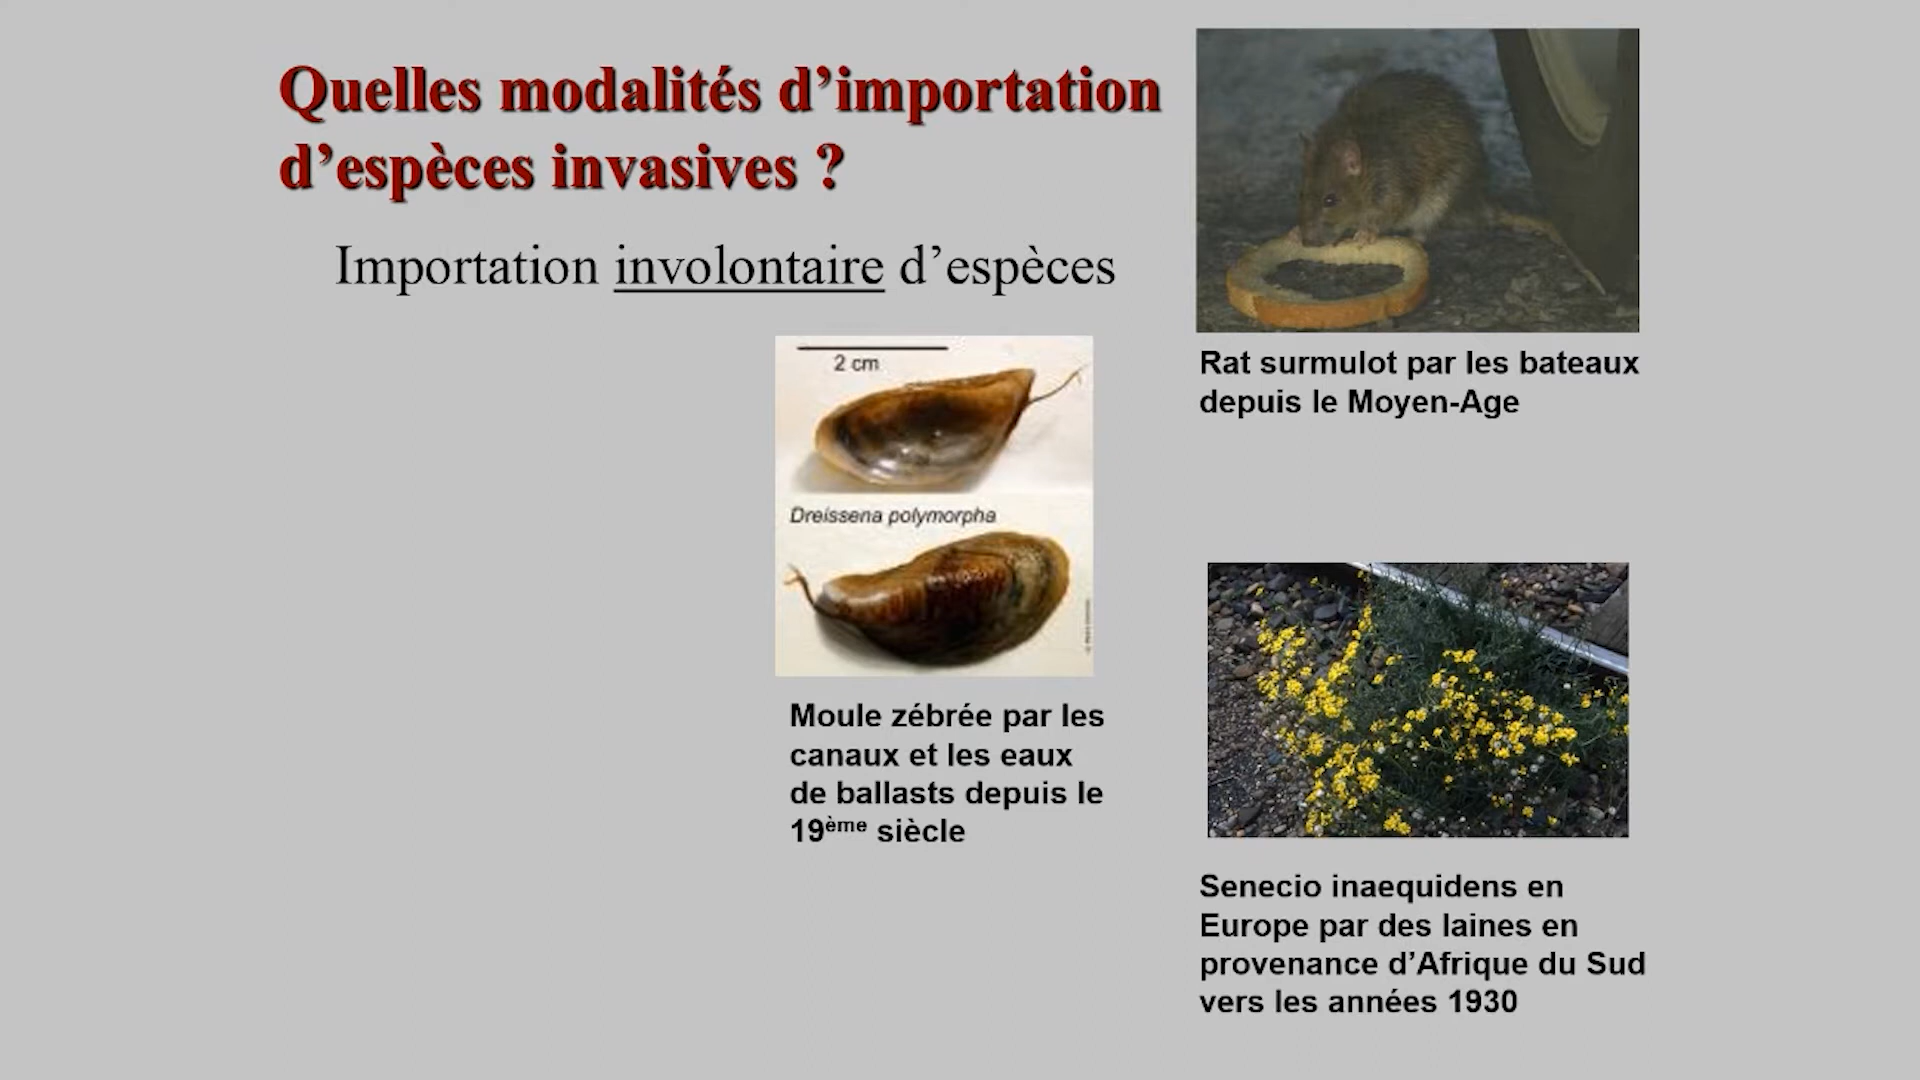 Quelles modalités d’importation
d’espèces invasives ?
Importation involontaire d’espèces
2 cm
Dreissena polymorpha
Moule zébrée par les
canaux et les eaux
de ballasts depuis le
19ème siècle
Rat surmulot par les bateaux
depuis le Moyen-Age
Senecio inaequidens en
Europe par des laines en
provenance d’Afrique du Sud
vers les années 1930